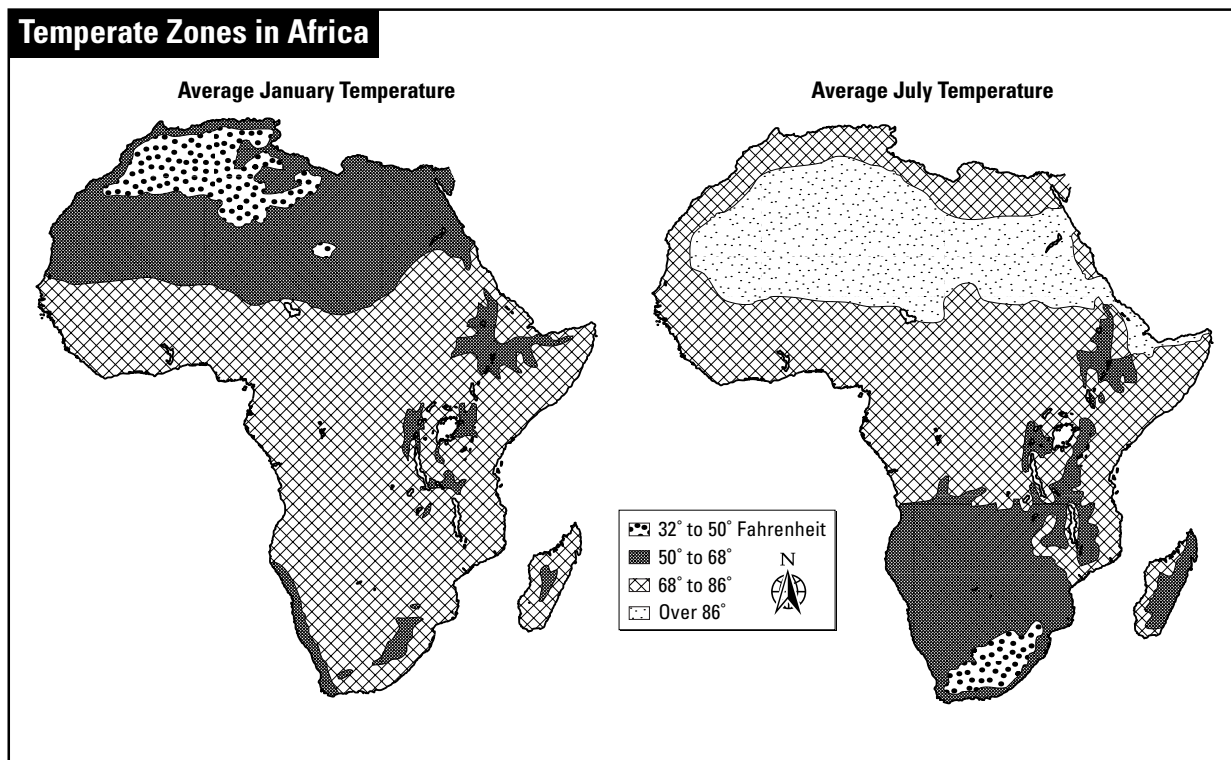 Temperate Zones in Africa
Average January Temperature
Average July Temperature
32° to 50° Fahrenheit
50° to 68°
68° to 86°
Over 86°
N